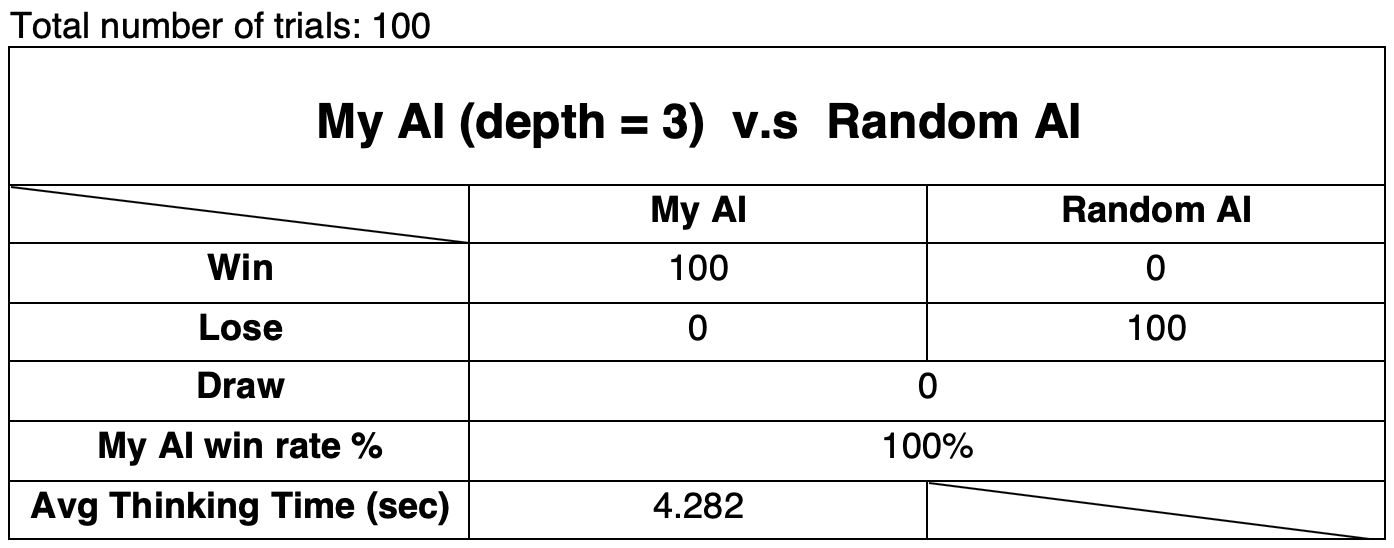 Total number of trials: 100
My AI (depth = 3) v.s Random AI
My AI Random AI
Win 100 0
Lose 0 100
Draw 0
My AI win rate % 100%
Avg Thinking Time (sec) 4.282